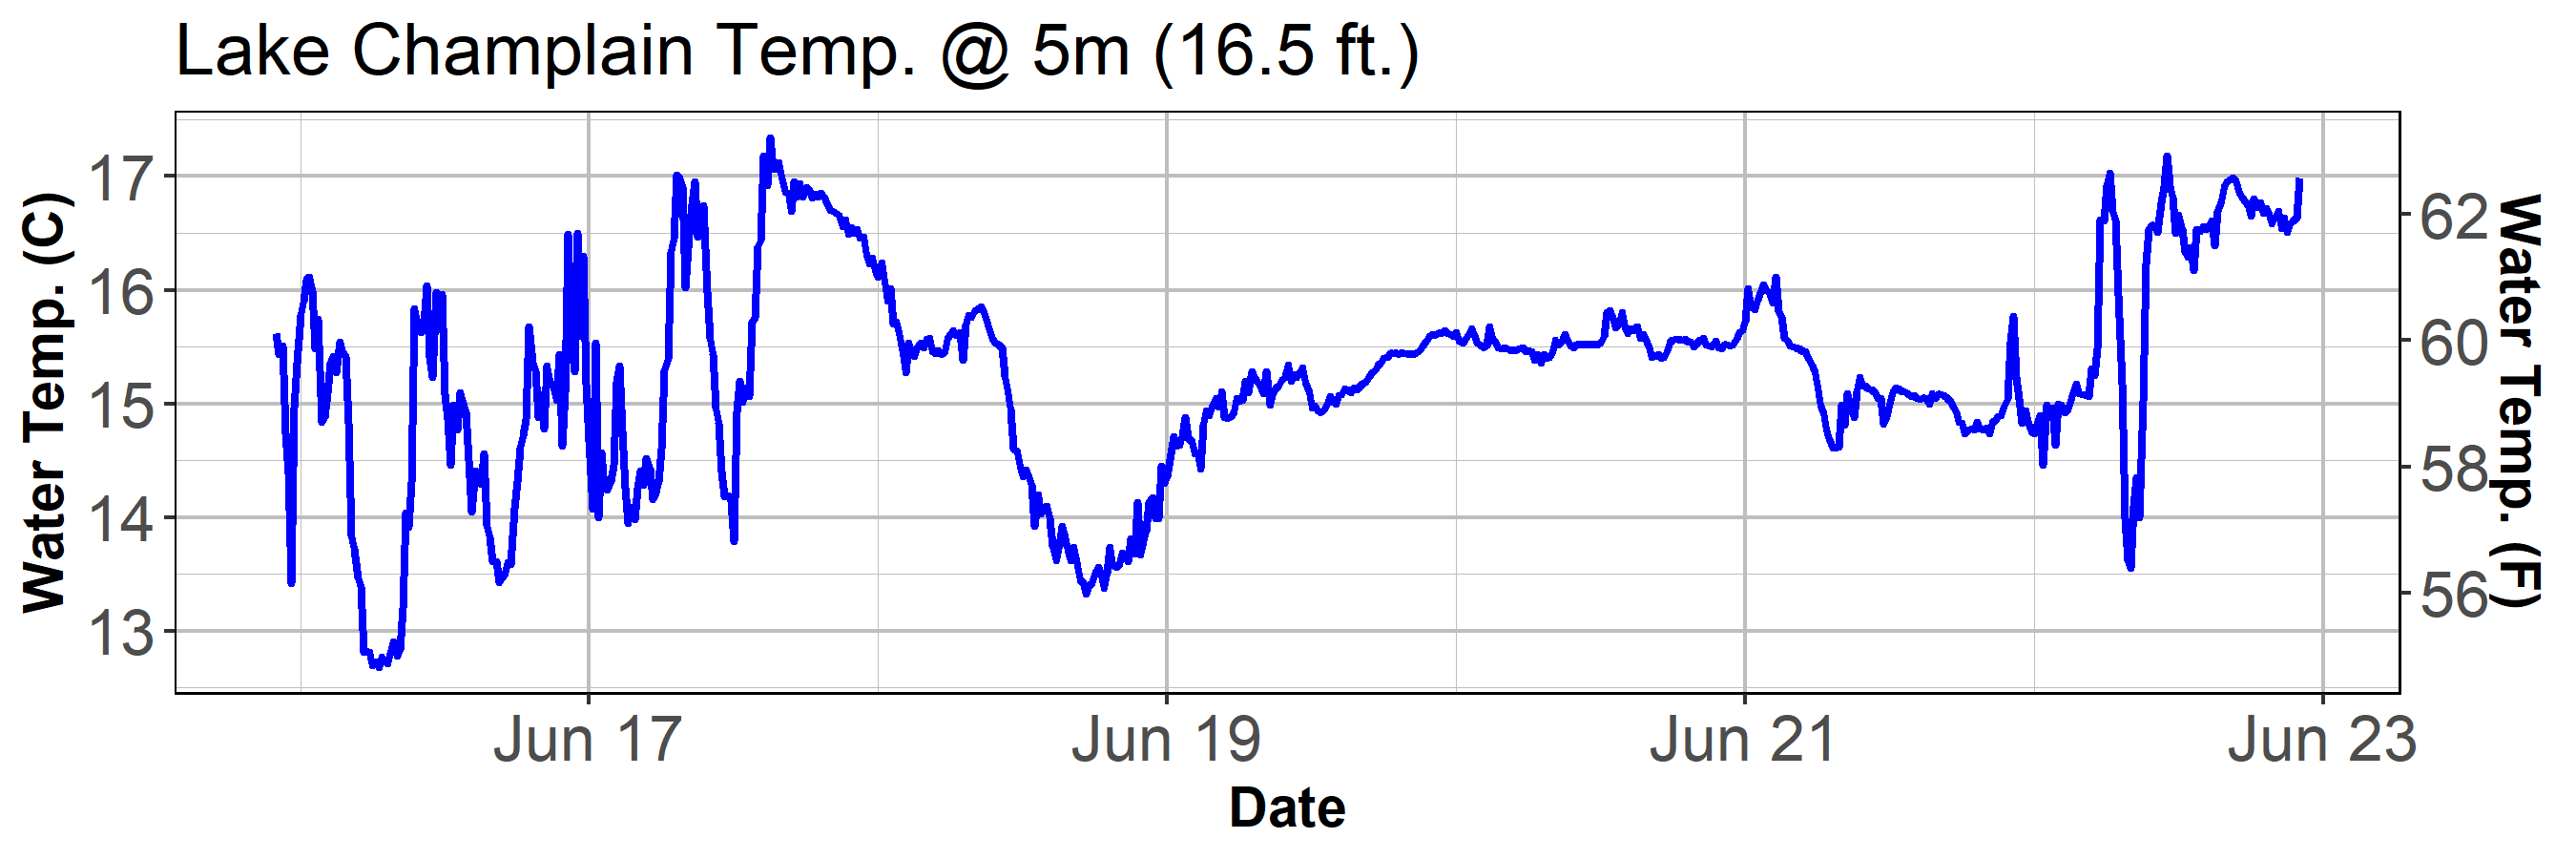 Lake Champlain Temp. @ 5m (16.5 ft.)
Water Temp. (C)
17
16
15
14
13
62
60
58
56
Water Temp. (F)
Jun 17
Jun 19
Jun 21
Jun 23
Date